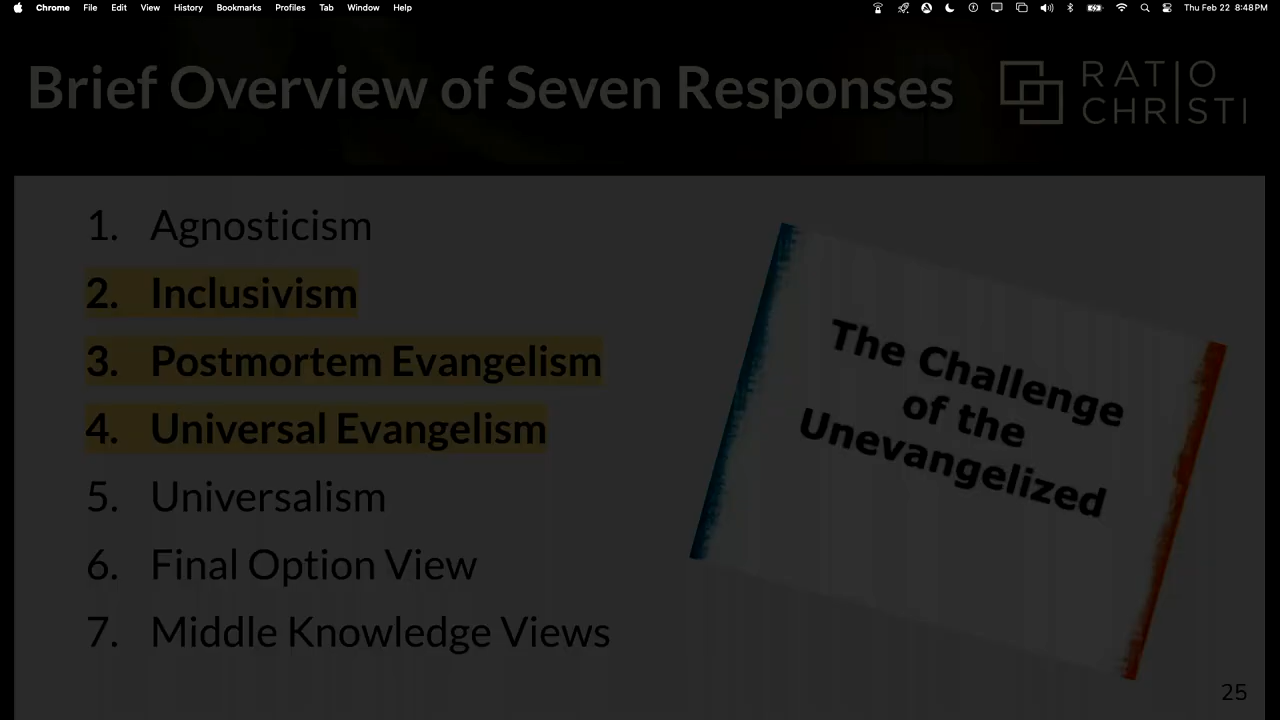 Chrome File Edit View History Bookmarks Profiles Tab Window Help Thu Feb 22 8:48 PM
Brief Overview of Seven Responses
RATIO
CHRISTI
1. Agnosticism
2. Inclusivism
3. Postmortem Evangelism
4. Universal Evangelism
5. Universalism
6. Final Option View
7. Middle Knowledge Views
The Challenge
of the
Unevangelized
25